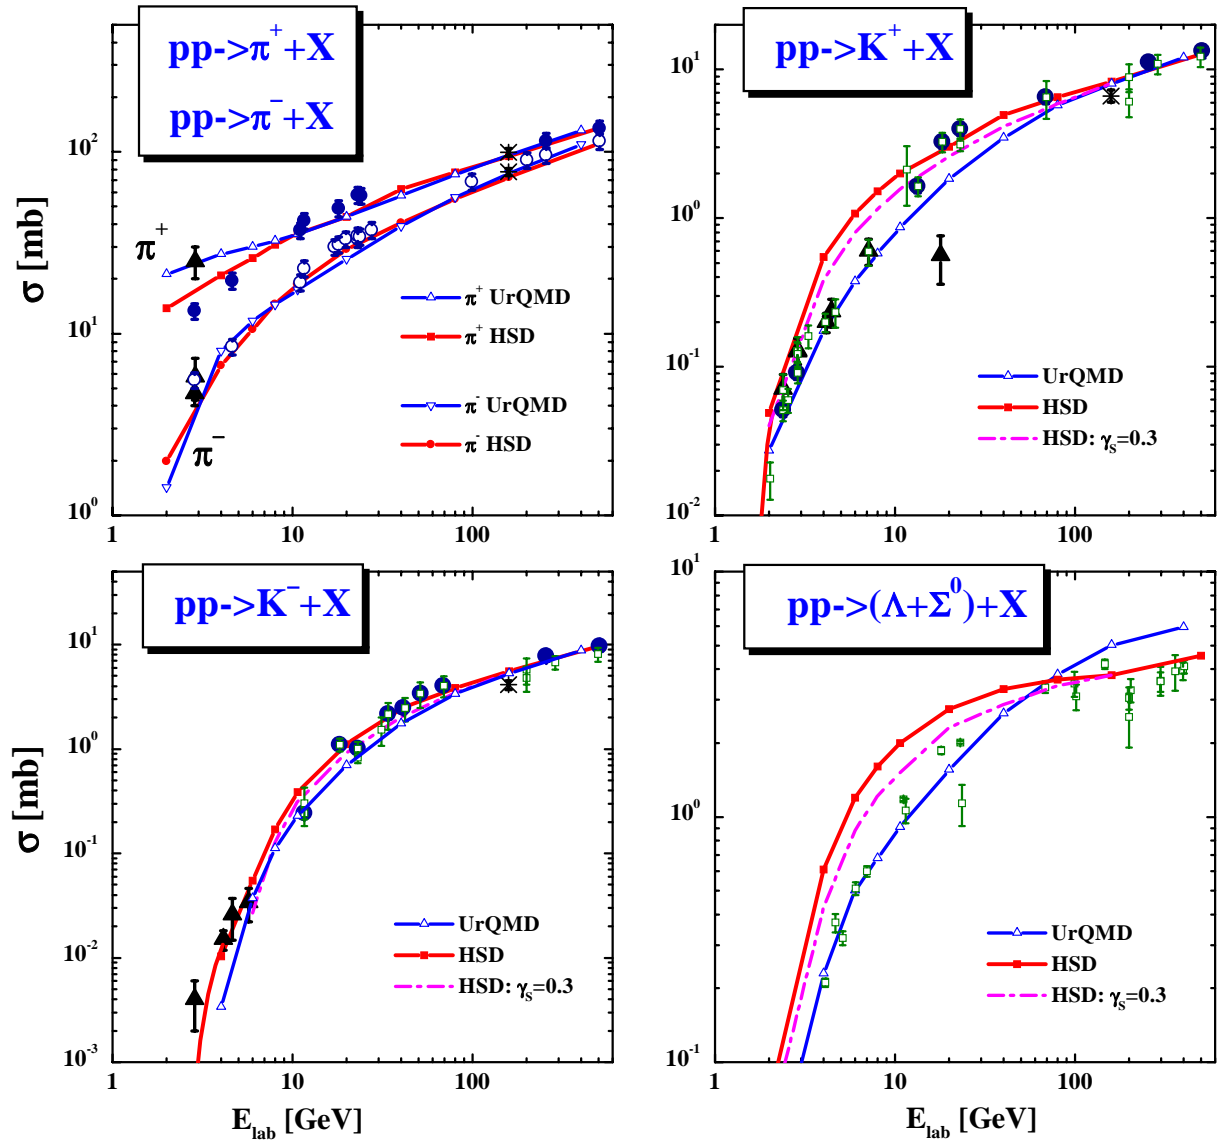 pp->π⁺+X
pp->π⁻+X
σ [mb]
10²
10¹
10⁰
π⁺
π⁻
π⁺ UrQMD
π⁺ HSD
π⁻ UrQMD
π⁻ HSD
1
10
100
pp->K⁺+X
10¹
10⁰
10⁻¹
10⁻²
UrQMD
HSD
HSD: γₛ=0.3
1
10
100
pp->K⁻+X
σ [mb]
10¹
10⁰
10⁻¹
10⁻²
10⁻³
UrQMD
HSD
HSD: γₛ=0.3
1
10
100
E_lab [GeV]
pp->(Λ+Σ⁰)+X
10¹
10⁰
10⁻¹
UrQMD
HSD
HSD: γₛ=0.3
1
10
100
E_lab [GeV]